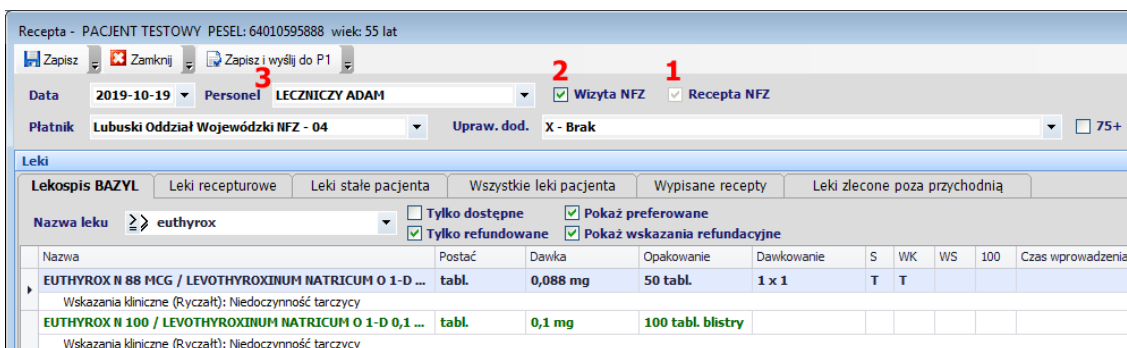 Recepta - PACJENT TESTOWY PESEL: 64010595888 wiek: 55 lat
Zapisz Zamknij Zapisz i wyślij do P1
3 2 1
Data 2019-10-19 Personel LECZNICZY ADAM Wizyta NFZ Recepta NFZ
Płatnik Lubuski Oddział Wojewódzki NFZ - 04 Upraw. dod. X - Brak 75+
Leki
Lekospis BAZYL Leki recepturowe Leki stałe pacjenta Wszystkie leki pacjenta Wypisane recepty Leki zlecone poza przychodnią
Nazwa leku euthyrox Tylko dostępne Pokaż preferowane
Tylko refundowane Pokaż wskazania refundacyjne
Nazwa Postać Dawka Opakowanie Dawkowanie S WK WS 100 Czas wprowadzenia
EUTHYROX N 88 MCG / LEVOTHYROXINUM NATRICUM O 1-D ... tabl. 0,088 mg 50 tabl. 1 x 1 T T
Wskazania kliniczne (Ryczałt): Niedoczynność tarczycy
EUTHYROX N 100 / LEVOTHYROXINUM NATRICUM O 1-D 0,1 ... tabl. 0,1 mg 100 tabl. blistry
Wskazania kliniczne (Ryczałt): Niedoczynność tarczycy